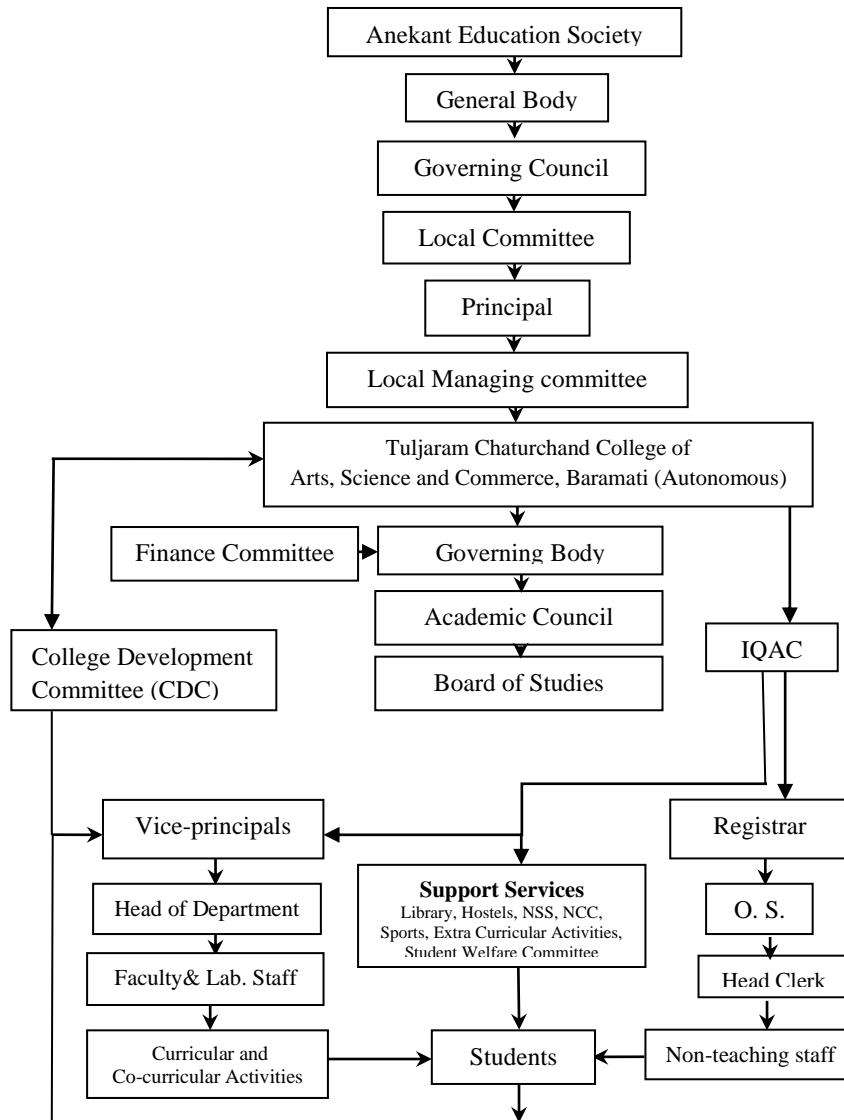 Anekant Education Society
General Body
Governing Council
Local Committee
Principal
Local Managing committee
Tuljaram Chaturchand College of
Arts, Science and Commerce, Baramati (Autonomous)
Finance Committee
Governing Body
Academic Council
College Development
Committee (CDC)
IQAC
Board of Studies
Vice-principals
Registrar
Support Services
Library, Hostels, NSS, NCC,
Sports, Extra Curricular Activities,
Student Welfare Committee
Head of Department
O. S.
Faculty& Lab. Staff
Head Clerk
Curricular and
Co-curricular Activities
Students
Non-teaching staff